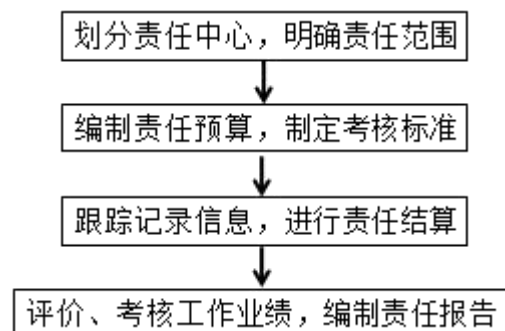 划分责任中心，明确责任范围
编制责任预算，制定考核标准
跟踪记录信息，进行责任结算
评价、考核工作业绩，编制责任报告